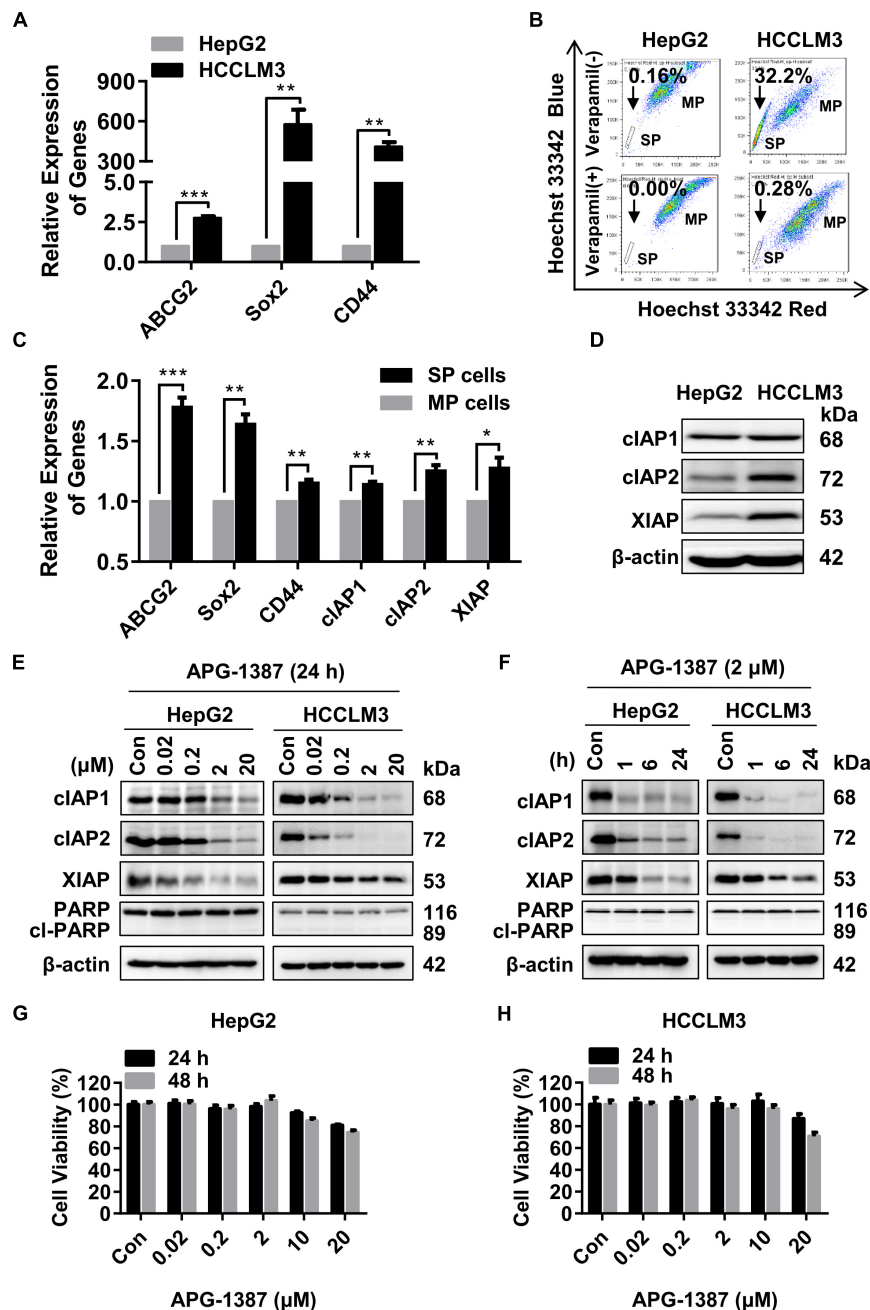 A
HepG2
HCCLM3
Relative Expression
of Genes
900
600
300
5.0
2.5
0.0
***
**
**
ABCG2
Sox2
CD44
B
HepG2
HCCLM3
Hoechst 33342 Blue
Verapamil(-)
Verapamil(+)
0.16%
MP
SP
32.2%
MP
SP
0.00%
MP
SP
0.28%
MP
SP
Hoechst 33342 Red
C
SP cells
MP cells
Relative Expression
of Genes
2.0
1.5
1.0
0.5
***
**
**
**
**
*
ABCG2
Sox2
CD44
cIAP1
cIAP2
XIAP
D
HepG2 HCCLM3
kDa
cIAP1 68
cIAP2 72
XIAP 53
β-actin 42
E
APG-1387 (24 h)
HepG2 HCCLM3
(μM) Con 0.02 0.2 2 20 Con 0.02 0.2 2 20 kDa
cIAP1 68
cIAP2 72
XIAP 53
PARP 116
cl-PARP 89
β-actin 42
F
APG-1387 (2 μM)
HepG2 HCCLM3
(h) Con 1 6 24 Con 1 6 24 kDa
cIAP1 68
cIAP2 72
XIAP 53
PARP 116
cl-PARP 89
β-actin 42
G
HepG2
24 h
48 h
Cell Viability (%)
120
100
80
60
40
20
0
Con 0.02 0.2 2 10 20
APG-1387 (μM)
H
HCCLM3
24 h
48 h
Cell Viability (%)
120
100
80
60
40
20
0
Con 0.02 0.2 2 10 20
APG-1387 (μM)